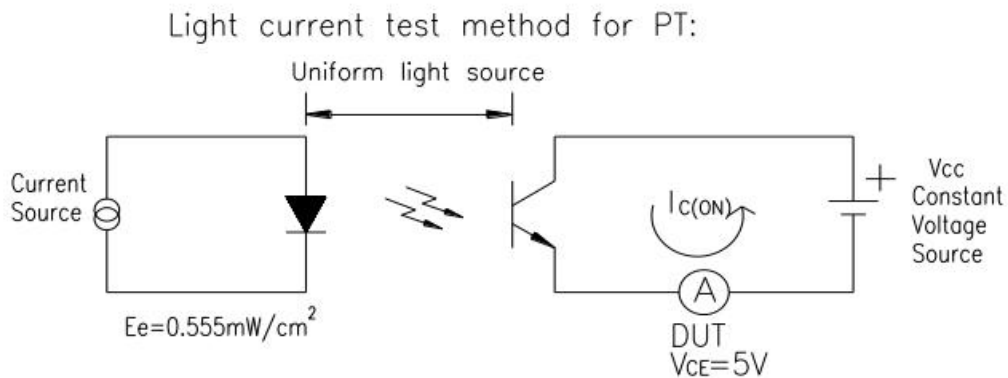 Light current test method for PT:
Uniform light source
Current
Source
Ee=0.555mW/cm²
IC(ON)
A
DUT
VCE=5V
+
Vcc
Constant
Voltage
Source